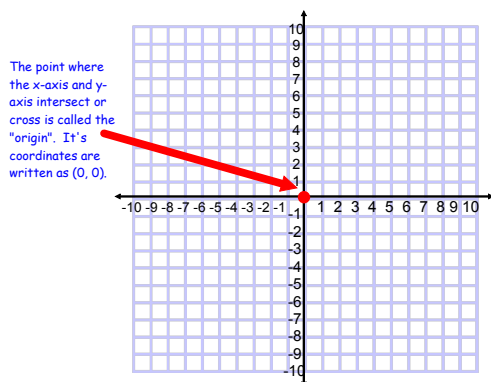 The point where
the x-axis and y-
axis intersect or
cross is called the
"origin". It's
coordinates are
written as (0, 0).
10
9
8
7
6
5
4
3
2
1
-10 -9 -8 -7 -6 -5 -4 -3 -2 -1 1 2 3 4 5 6 7 8 9 10
-1
-2
-3
-4
-5
-6
-7
-8
-9
-10